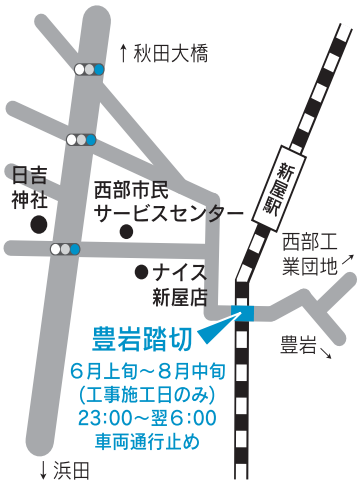 ↑秋田大橋
日吉
神社
西部市民
サービスセンター
新屋駅
西部工
業団地↗
ナイス
新屋店
豊岩踏切
豊岩↘
6月上旬〜8月中旬
(工事施工日のみ)
23:00〜翌6:00
車両通行止め
↓浜田